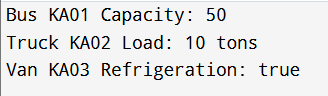 Bus KA01 Capacity: 50
Truck KA02 Load: 10 tons
Van KA03 Refrigeration: true